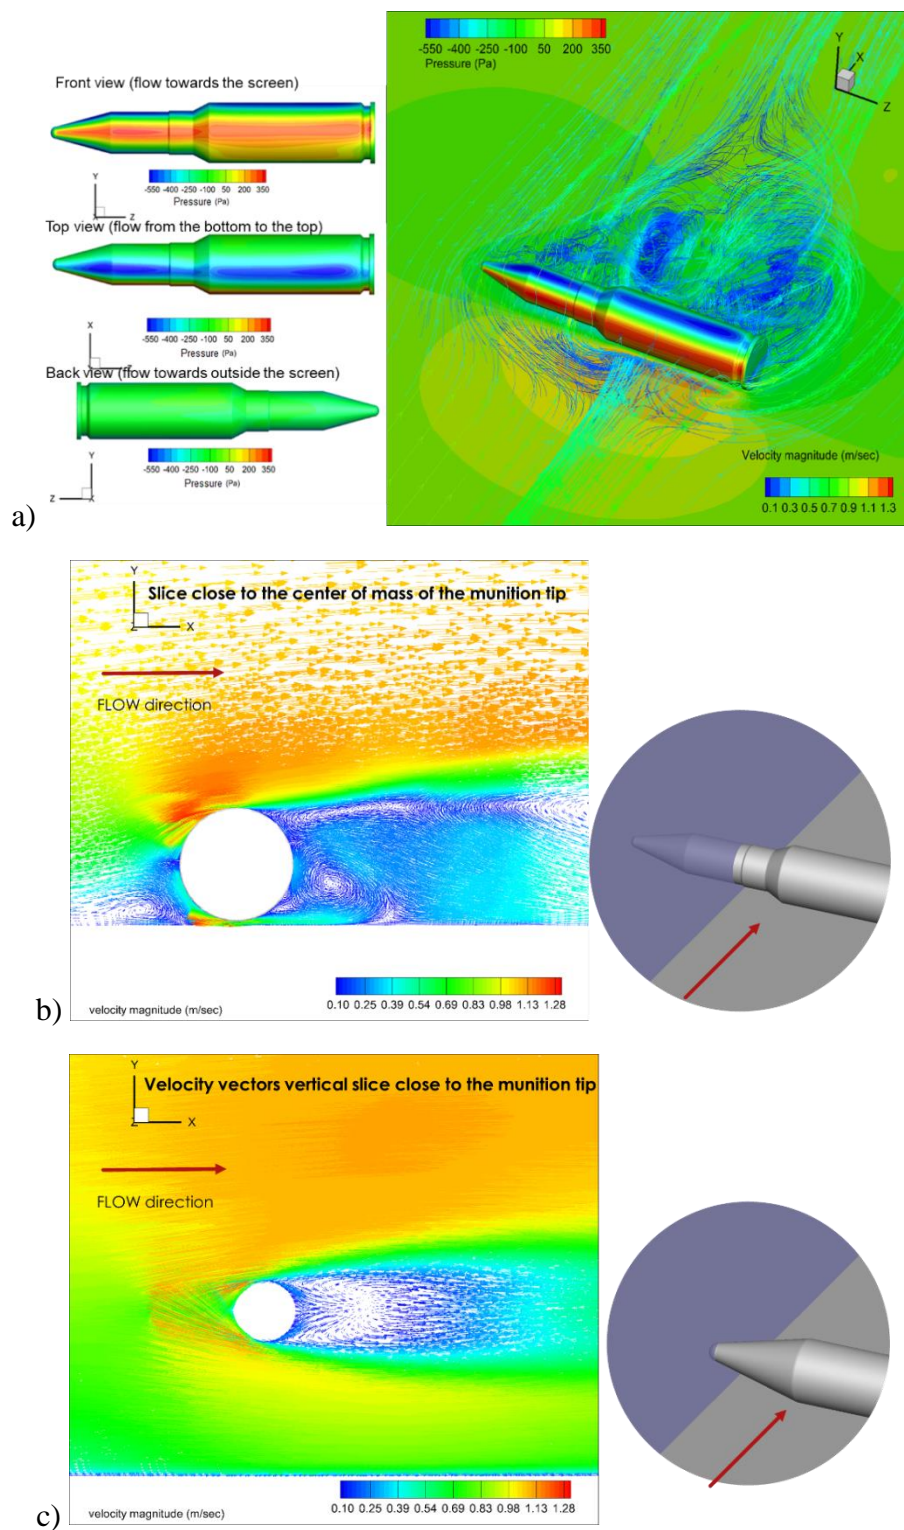 Front view (flow towards the screen)
-550 -400 -250 -100 50 200 350
Pressure (Pa)
Y
X Z
Top view (flow from the bottom to the top)
-550 -400 -250 -100 50 200 350
Pressure (Pa)
X
Z
Back view (flow towards outside the screen)
-550 -400 -250 -100 50 200 350
Pressure (Pa)
Y
Z X
-550 -400 -250 -100 50 200 350
Pressure (Pa)
Y
X
Z
Velocity magnitude (m/sec)
0.1 0.3 0.5 0.7 0.9 1.1 1.3
a)
Y
Slice close to the center of mass of the munition tip
Z X
FLOW direction
0.10 0.25 0.39 0.54 0.69 0.83 0.98 1.13 1.28
velocity magnitude (m/sec)
b)
Y
Velocity vectors vertical slice close to the munition tip
Z X
FLOW direction
0.10 0.25 0.39 0.54 0.69 0.83 0.98 1.13 1.28
velocity magnitude (m/sec)
c)